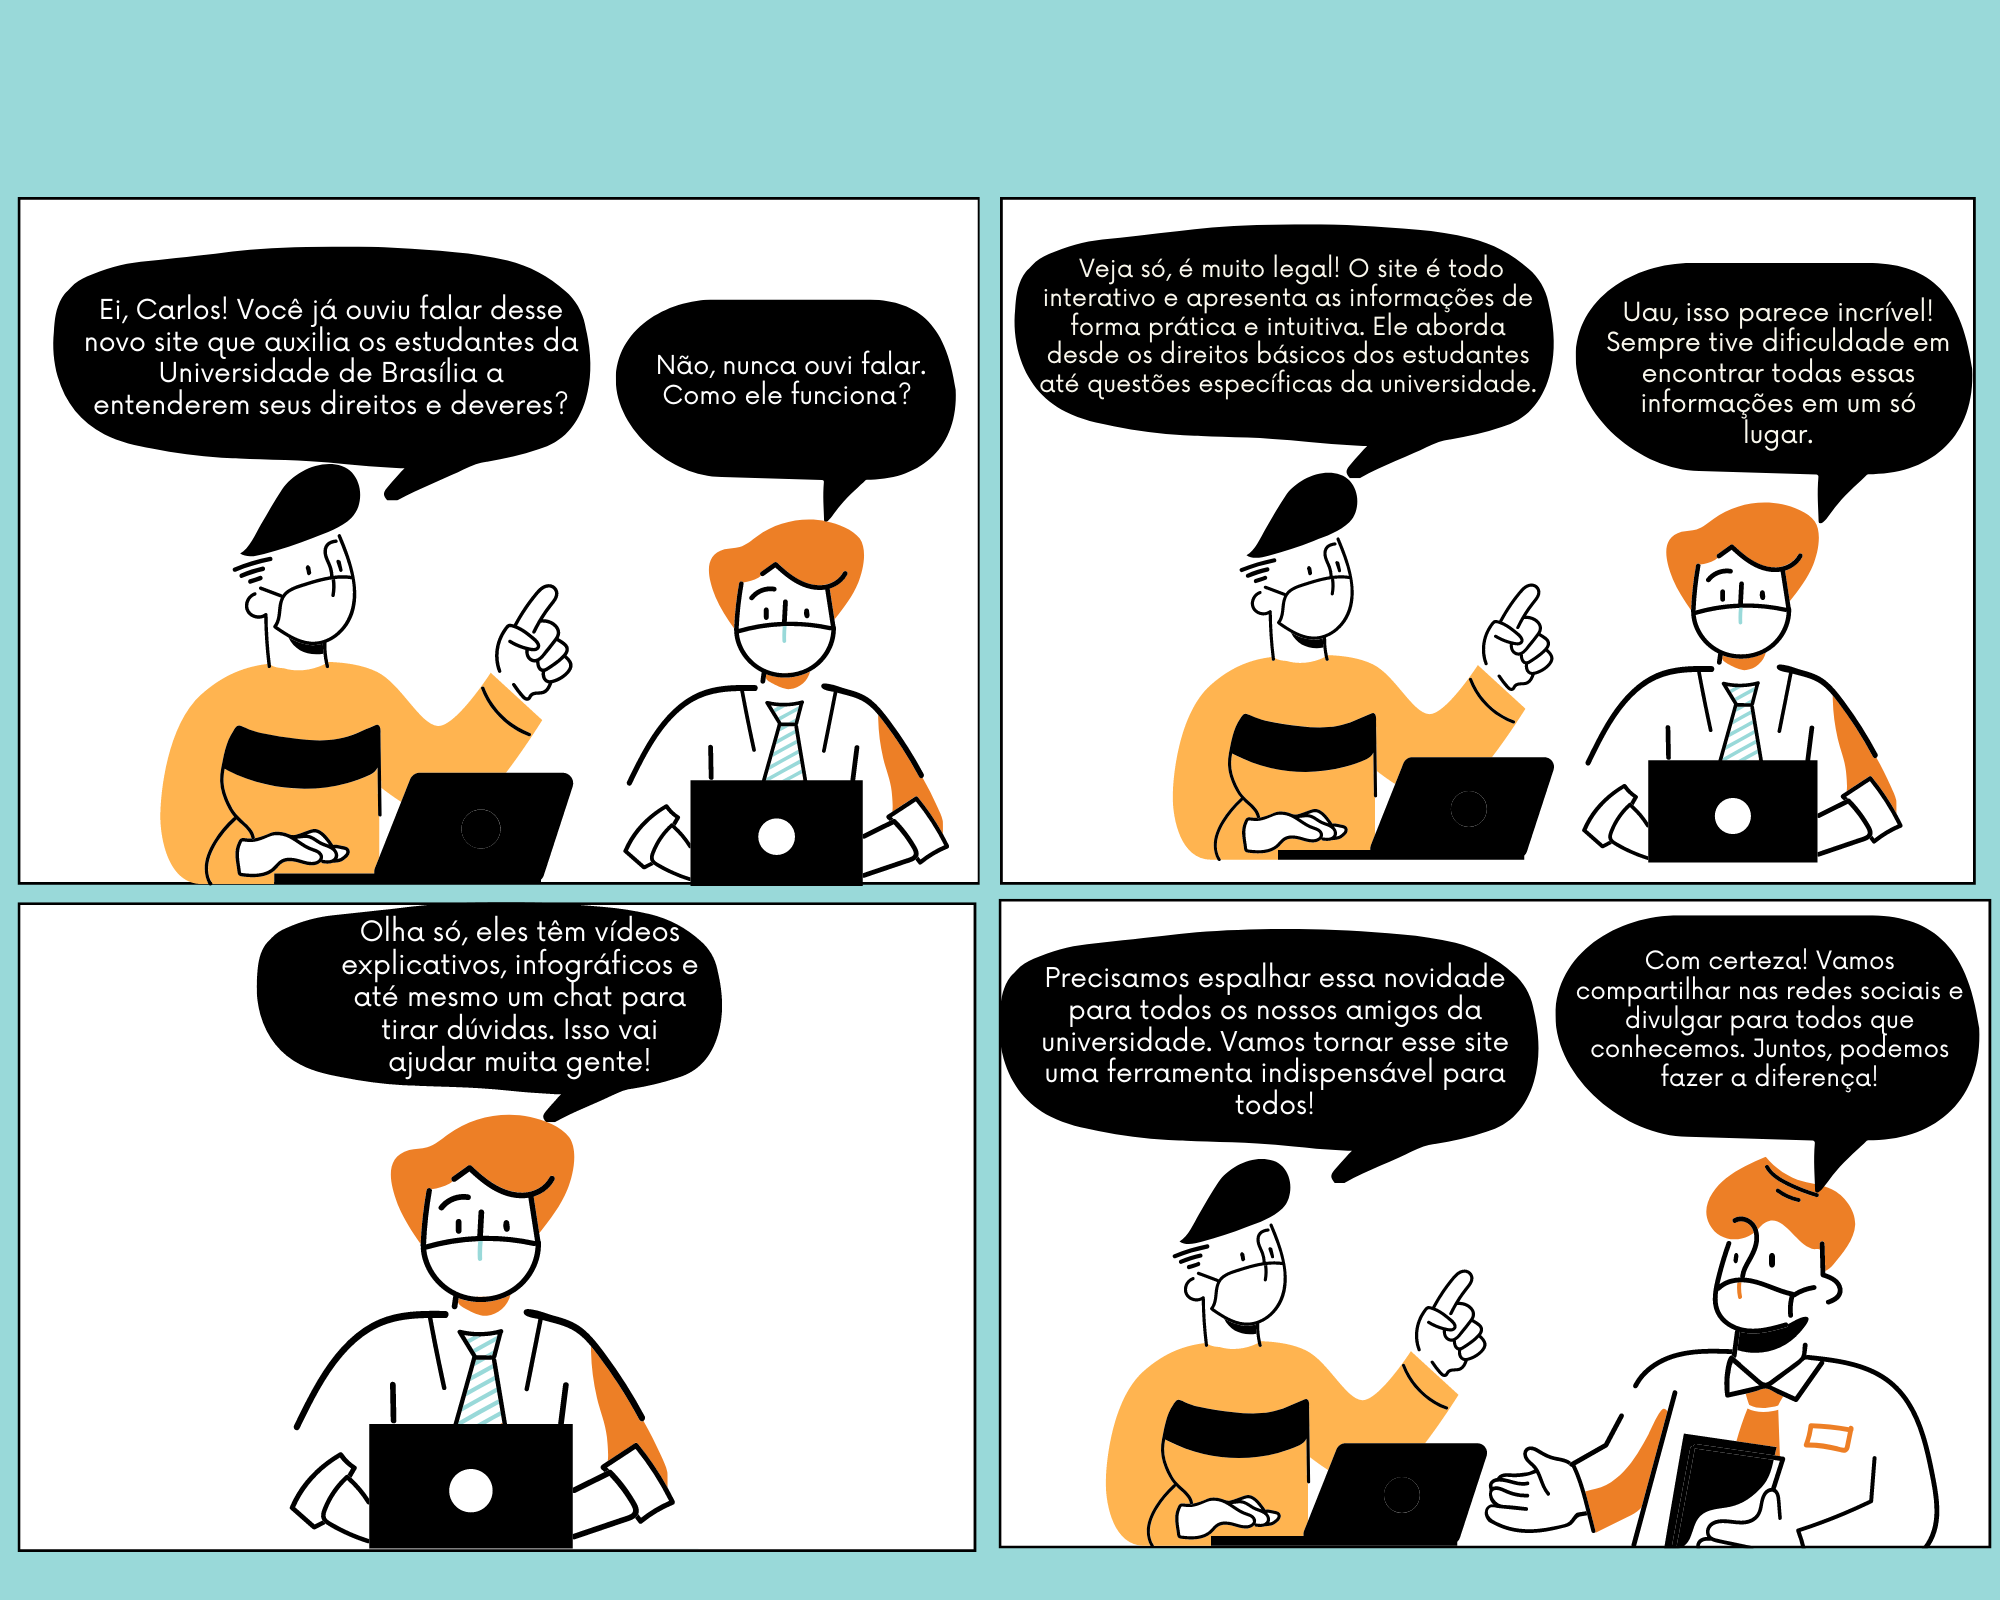 Ei, Carlos! Você já ouviu falar desse
novo site que auxilia os estudantes da
Universidade de Brasília a
entenderem seus direitos e deveres?
Não, nunca ouvi falar.
Como ele funciona?
Veja só, é muito legal! O site é todo
interativo e apresenta as informações de
forma prática e intuitiva. Ele aborda
desde os direitos básicos dos estudantes
até questões específicas da universidade.
Uau, isso parece incrível!
Sempre tive dificuldade em
encontrar todas essas
informações em um só
lugar.
Olha só, eles têm vídeos
explicativos, infográficos e
até mesmo um chat para
tirar dúvidas. Isso vai
ajudar muita gente!
Precisamos espalhar essa novidade
para todos os nossos amigos da
universidade. Vamos tornar esse site
uma ferramenta indispensável para
todos!
Com certeza! Vamos
compartilhar nas redes sociais e
divulgar para todos que
conhecemos. Juntos, podemos
fazer a diferença!